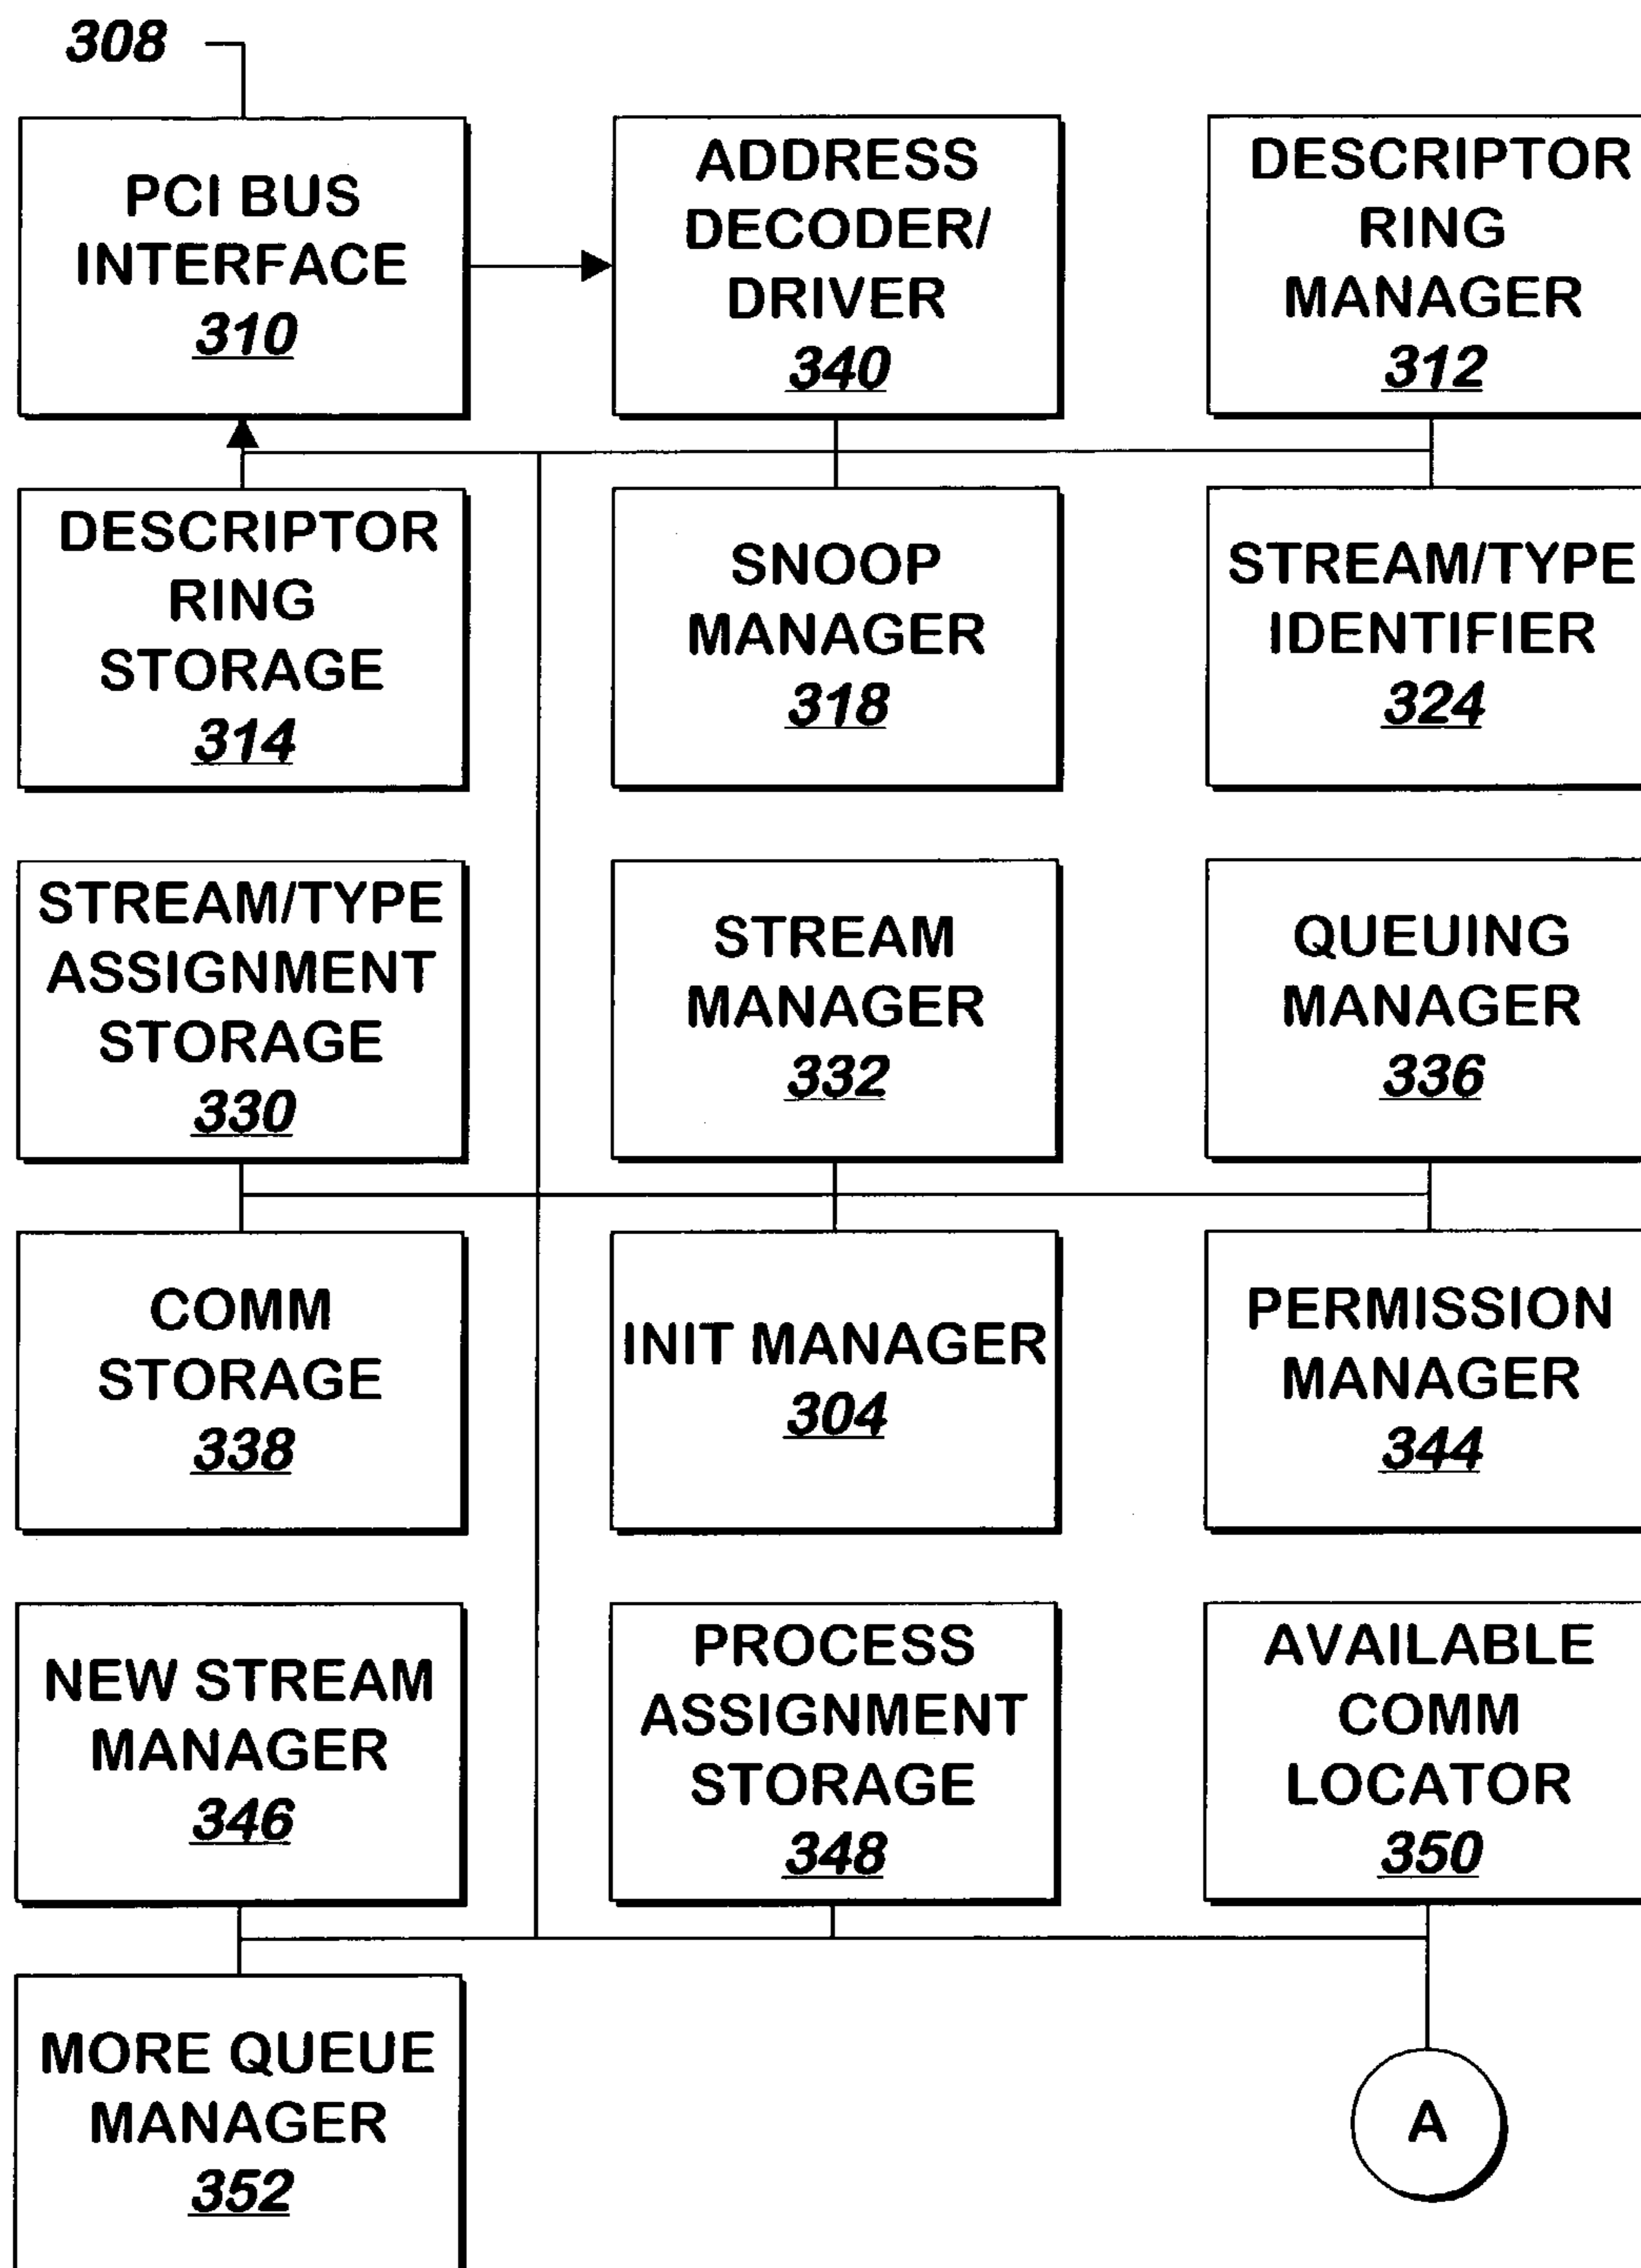 308
PCI BUS
INTERFACE
310
ADDRESS
DECODER/
DRIVER
340
DESCRIPTOR
RING
MANAGER
312
DESCRIPTOR
RING
STORAGE
314
SNOOP
MANAGER
318
STREAM/TYPE
IDENTIFIER
324
STREAM/TYPE
ASSIGNMENT
STORAGE
330
STREAM
MANAGER
332
QUEUING
MANAGER
336
COMM
STORAGE
338
INIT MANAGER
304
PERMISSION
MANAGER
344
NEW STREAM
MANAGER
346
PROCESS
ASSIGNMENT
STORAGE
348
AVAILABLE
COMM
LOCATOR
350
MORE QUEUE
MANAGER
352
A